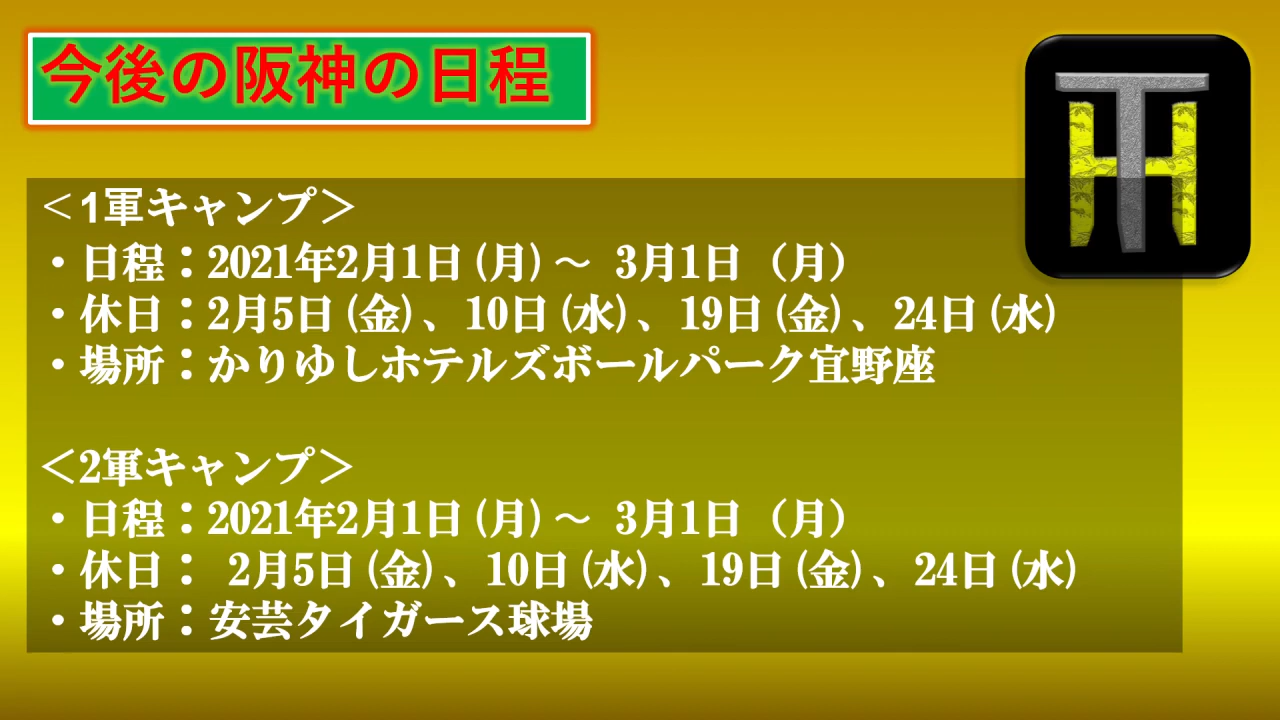 今後の阪神の日程
TH
＜1軍キャンプ＞
・日程：2021年2月1日(月)～ 3月1日（月）
・休日：2月5日(金)、10日(水)、19日(金)、24日(水)
・場所：かりゆしホテルズボールパーク宜野座
＜2軍キャンプ＞
・日程：2021年2月1日(月)～ 3月1日（月）
・休日： 2月5日(金)、10日(水)、19日(金)、24日(水)
・場所：安芸タイガース球場